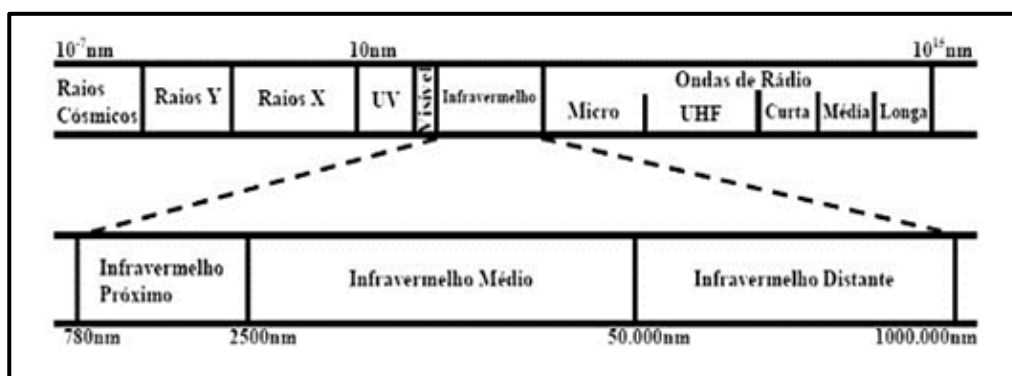 10⁻⁷nm 10nm 10¹⁵nm
Raios Cósmicos
Raios Y
Raios X
UV
Visível
Infravermelho
Ondas de Rádio
Micro
UHF
Curta
Média
Longa
Infravermelho
Próximo
Infravermelho Médio
Infravermelho Distante
780nm 2500nm 50.000nm 1000.000nm